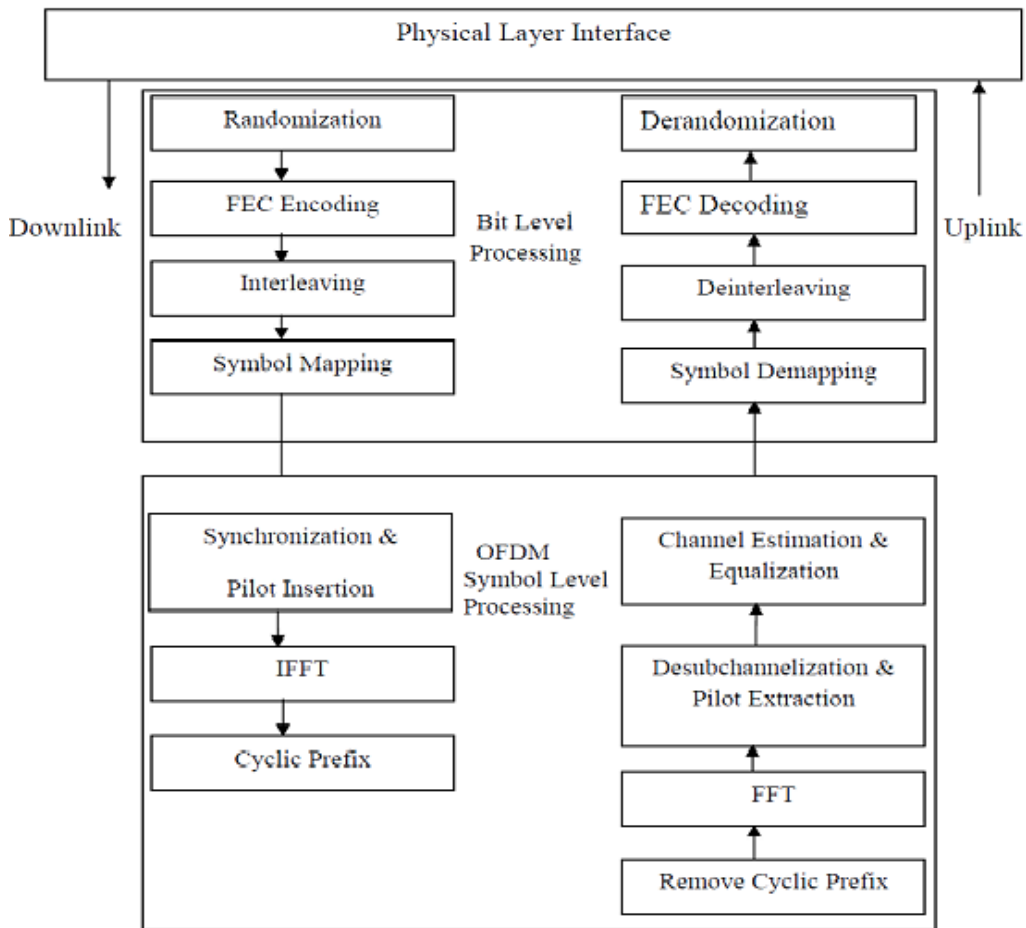 Physical Layer Interface
Randomization
Derandomization
FEC Encoding
FEC Decoding
Downlink
Bit Level
Processing
Uplink
Interleaving
Deinterleaving
Symbol Mapping
Symbol Demapping
Synchronization &
Pilot Insertion
OFDM
Symbol Level
Processing
Channel Estimation &
Equalization
IFFT
Desubchannelization &
Pilot Extraction
Cyclic Prefix
FFT
Remove Cyclic Prefix